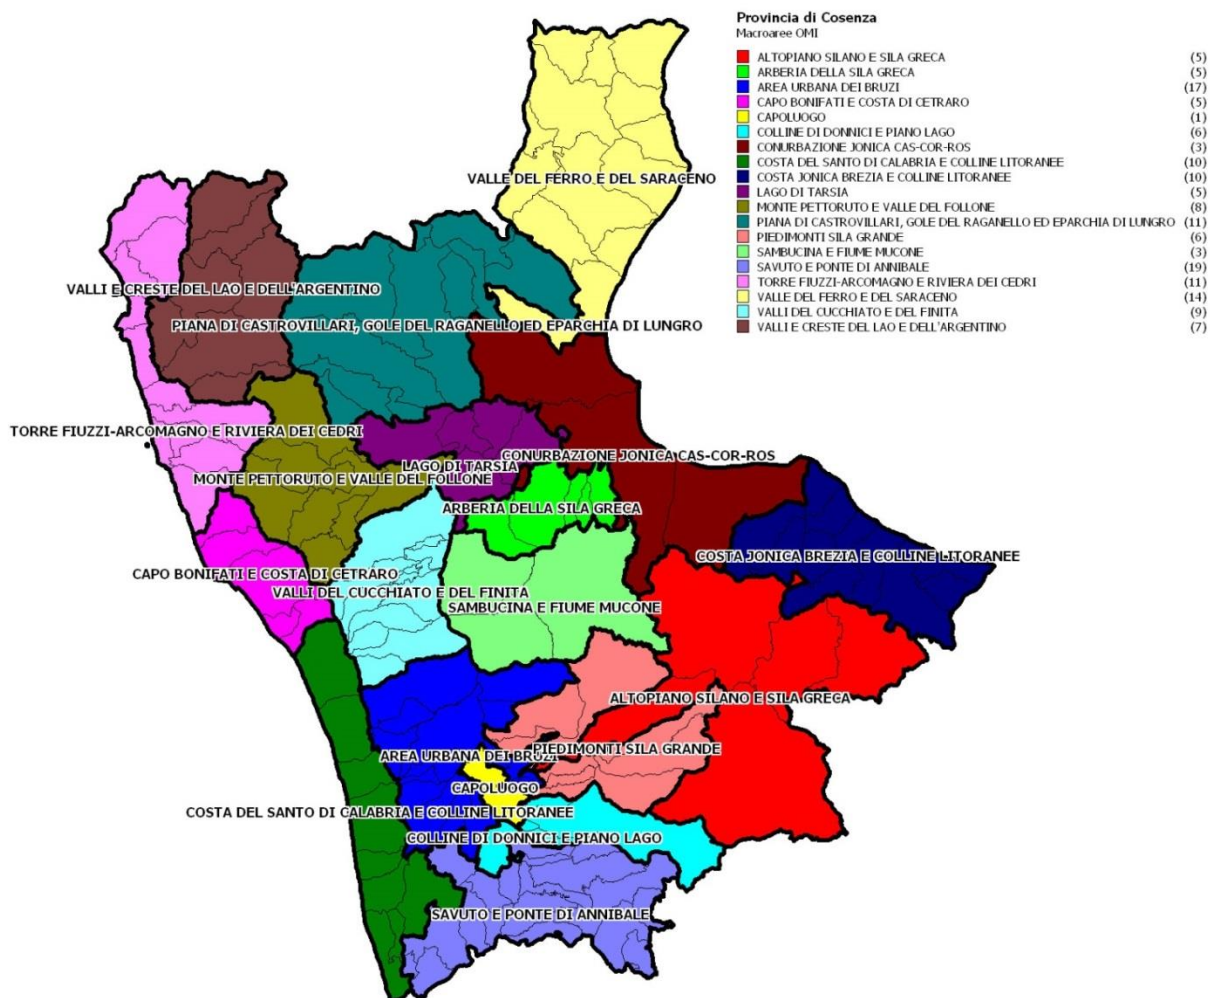 Provincia di Cosenza
Macroaree OMI
ALTOPIANO SILANO E SILA GRECA (5)
ARBERIA DELLA SILA GRECA (5)
AREA URBANA DEI BRUZI (17)
CAPO BONIFATI E COSTA DI CETRARO (5)
CAPOLUOGO (1)
COLLINE DI DONNICI E PIANO LAGO (6)
CONURBAZIONE JONICA CAS-COR-ROS (3)
COSTA DEL SANTO DI CALABRIA E COLLINE LITORANEE (10)
COSTA JONICA BREZIA E COLLINE LITORANEE (10)
LAGO DI TARSIA (5)
MONTE PETTORUTO E VALLE DEL FOLLONE (8)
PIANA DI CASTROVILLARI, GOLE DEL RAGANELLO ED EPARCHIA DI LUNGRO (11)
PIEDIMONTI SILA GRANDE (6)
SAMBUCINA E FIUME MUCONE (3)
SAVUTO E PONTE DI ANNIBALE (19)
TORRE FIUZZI-ARCOMAGNO E RIVIERA DEI CEDRI (11)
VALLE DEL FERRO E DEL SARACENO (14)
VALLI DEL CUCCHIATO E DEL FINITA (9)
VALLI E CRESTE DEL LAO E DELL'ARGENTINO (7)
VALLE DEL FERRO E DEL SARACENO
VALLI E CRESTE DEL LAO E DELL'ARGENTINO
PIANA DI CASTROVILLARI, GOLE DEL RAGANELLO ED EPARCHIA DI LUNGRO
TORRE FIUZZI-ARCOMAGNO E RIVIERA DEI CEDRI
CONURBAZIONE JONICA CAS-COR-ROS
LAGO DI TARSIA
MONTE PETTORUTO E VALLE DEL FOLLONE
ARBERIA DELLA SILA GRECA
COSTA JONICA BREZIA E COLLINE LITORANEE
CAPO BONIFATI E COSTA DI CETRARO
VALLI DEL CUCCHIATO E DEL FINITA
SAMBUCINA E FIUME MUCONE
ALTOPIANO SILANO E SILA GRECA
PIEDIMONTI SILA GRANDE
AREA URBANA DEI BRUZI
CAPOLUOGO
COSTA DEL SANTO DI CALABRIA E COLLINE LITORANEE
COLLINE DI DONNICI E PIANO LAGO
SAVUTO E PONTE DI ANNIBALE